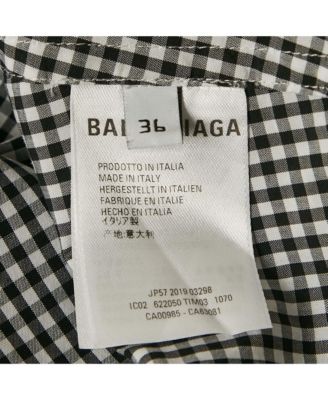 36
BAL IAGA
PRODOTTO IN ITALIA
MADE IN ITALY
HERGESTELLT IN ITALIEN
FABRIQUE EN ITALIE
HECHO EN ITALIA
イタリア製
产地:意大利
JP57 2019 03298
IC02 622050 TIM03 1070
CA00985 - CA63081